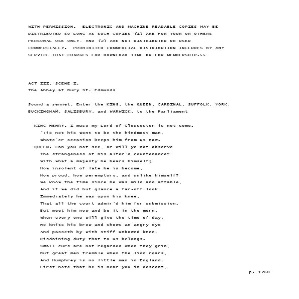 WITH PERMISSION. ELECTRONIC AND MACHINE READABLE COPIES MAY BE
DISTRIBUTED SO LONG AS SUCH COPIES (1) ARE FOR YOUR OR OTHERS
PERSONAL USE ONLY, AND (2) ARE NOT DISTRIBUTED OR USED
COMMERCIALLY. PROHIBITED COMMERCIAL DISTRIBUTION INCLUDES BY ANY
SERVICE THAT CHARGES FOR DOWNLOAD TIME OR FOR MEMBERSHIP.
ACT III. SCENE I.
The Abbey at Bury St. Edmunds
Sound a sennet. Enter the KING, the QUEEN, CARDINAL, SUFFOLK, YORK,
BUCKINGHAM, SALISBURY, and WARWICK, to the Parliament
KING HENRY. I muse my Lord of Gloucester is not come.
'Tis not his wont to be the hindmost man,
Whate'er occasion keeps him from us now.
QUEEN. Can you not see, or will ye not observe
The strangeness of his alter'd countenance?
With what a majesty he bears himself;
How insolent of late he is become,
How proud, how peremptory, and unlike himself?
We know the time since he was mild and affable,
And if we did but glance a far-off look
Immediately he was upon his knee,
That all the court admir'd him for submission.
But meet him now and be it in the morn,
When every one will give the time of day,
He knits his brow and shows an angry eye
And passeth by with stiff unbowed knee,
Disdaining duty that to us belongs.
Small curs are not regarded when they grin,
But great men tremble when the lion roars,
And Humphrey is no little man in England.
First note that he is near you in descent,